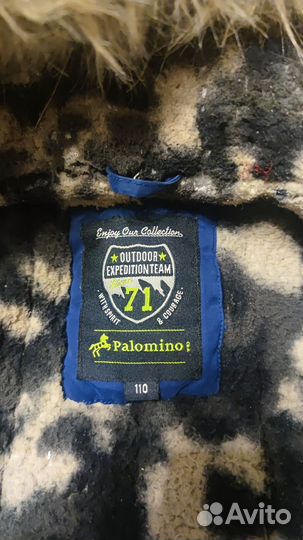 Enjoy Our Collection
OUTDOOR
EXPEDITION TEAM
71
WITH SPIRIT & COURAGE
Palomino
110
Avito